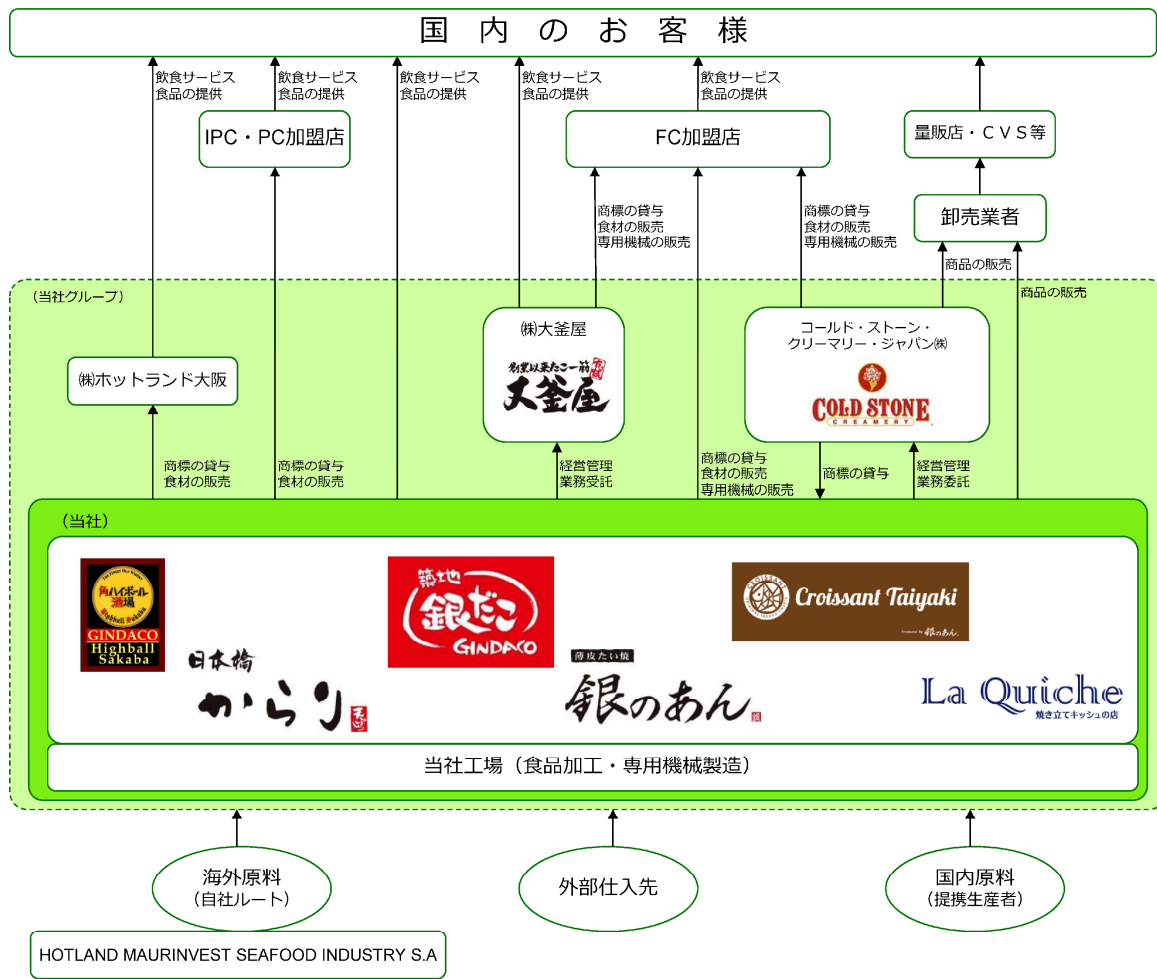 国内のお客様
飲食サービス
食品の提供
飲食サービス
食品の提供
飲食サービス
食品の提供
飲食サービス
食品の提供
飲食サービス
食品の提供
IPC・PC加盟店
FC加盟店
量販店・ＣＶＳ等
卸売業者
商標の貸与
食材の販売
専用機械の販売
商標の貸与
食材の販売
専用機械の販売
商品の販売
商品の販売
（当社グループ）
㈱ホットランド大阪
㈱大釜屋
創業以来たこ一筋
大釜屋
コールド・ストーン・
クリーマリー・ジャパン㈱
COLD STONE
CREAMERY
商標の貸与
食材の販売
商標の貸与
食材の販売
経営管理
業務受託
商標の貸与
食材の販売
専用機械の販売
商標の貸与
経営管理
業務委託
（当社）
角ハイボール
酒場
Highball Sakaba
GINDACO
Highball
Sakaba
築地
銀だこ
GINDACO
CROISSANT
Croissant Taiyaki
Produced by 銀のあん
日本橋
からり
薄皮たい焼
銀のあん
La Quiche
焼き立てキッシュの店
当社工場（食品加工・専用機械製造）
海外原料
（自社ルート）
外部仕入先
国内原料
（提携生産者）
HOTLAND MAURINVEST SEAFOOD INDUSTRY S.A